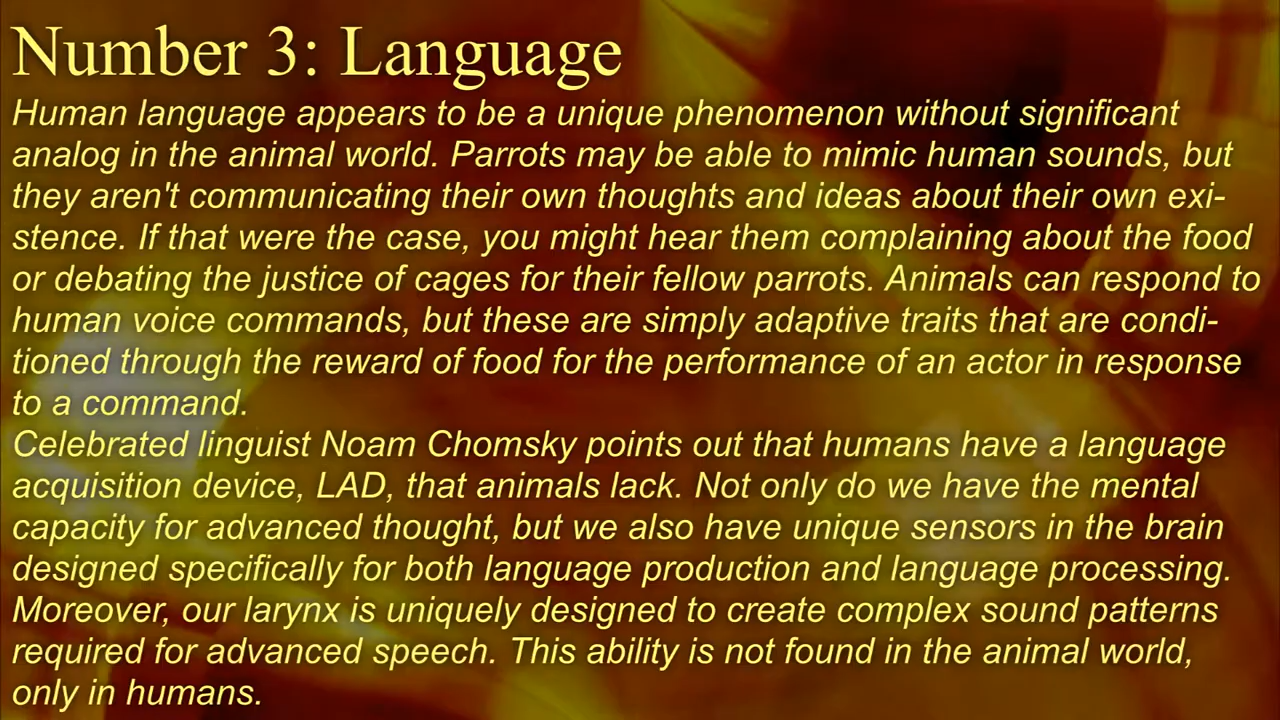 Number 3: Language
Human language appears to be a unique phenomenon without significant
analog in the animal world. Parrots may be able to mimic human sounds, but
they aren't communicating their own thoughts and ideas about their own exi-
stence. If that were the case, you might hear them complaining about the food
or debating the justice of cages for their fellow parrots. Animals can respond to
human voice commands, but these are simply adaptive traits that are condi-
tioned through the reward of food for the performance of an actor in response
to a command.
Celebrated linguist Noam Chomsky points out that humans have a language
acquisition device, LAD, that animals lack. Not only do we have the mental
capacity for advanced thought, but we also have unique sensors in the brain
designed specifically for both language production and language processing.
Moreover, our larynx is uniquely designed to create complex sound patterns
required for advanced speech. This ability is not found in the animal world,
only in humans.